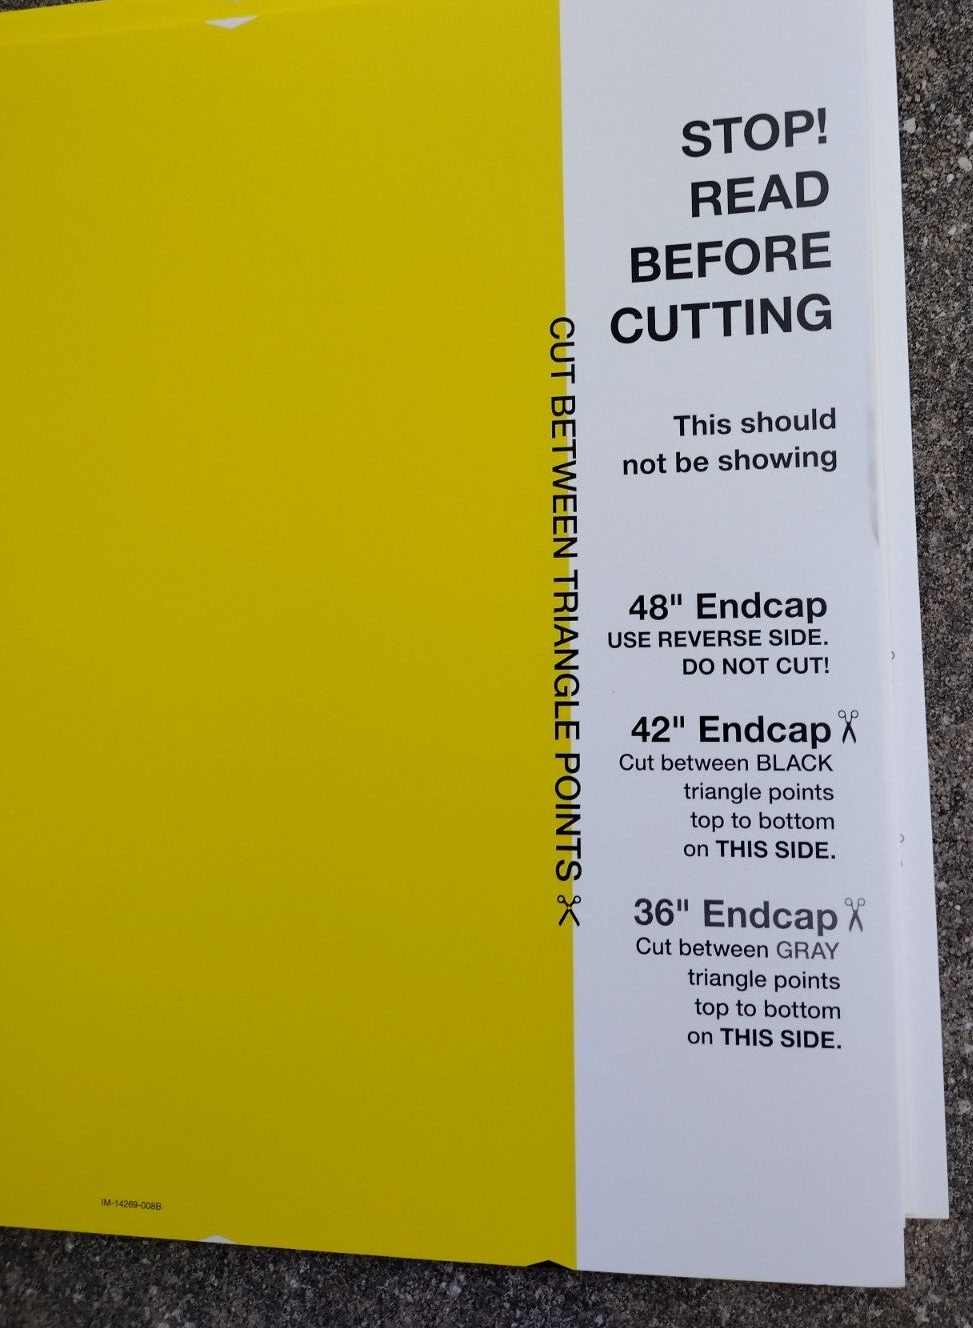 STOP!
READ
BEFORE
CUTTING
This should
not be showing
CUT BETWEEN TRIANGLE POINTS
48" Endcap
USE REVERSE SIDE.
DO NOT CUT!
42" Endcap
Cut between BLACK
triangle points
top to bottom
on THIS SIDE.
36" Endcap
Cut between GRAY
triangle points
top to bottom
on THIS SIDE.
IM-14269-008B